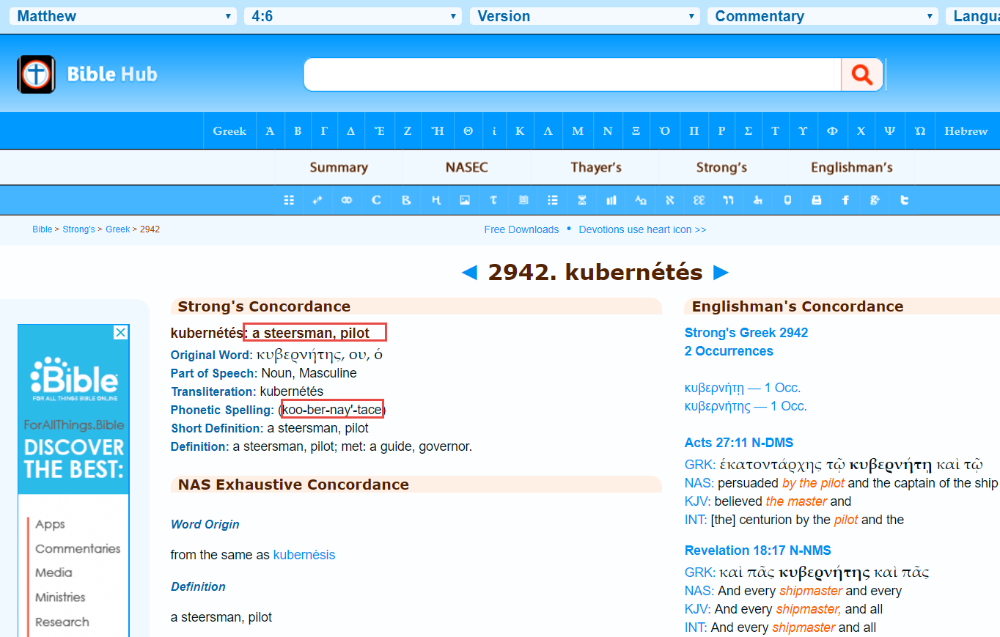 Matthew
4:6
Version
Commentary
Langua
Bible Hub
Greek Ἀ Β Γ Δ Ἐ Ζ Ἠ Θ ἰ Κ Λ Μ Ν Ξ Ὀ Π Ρ Σ Τ Υ Φ Χ Ψ Ὠ Hebrew
Summary NASEC Thayer's Strong's Englishman's
Bible > Strong's > Greek > 2942
Free Downloads • Devotions use heart icon >>
◄ 2942. kubernétés ►
Bible
FOR ALL THINGS BIBLE ONLINE
ForAllThings.Bible
DISCOVER
THE BEST:
Apps
Commentaries
Media
Ministries
Research
Strong's Concordance
kubernétés: a steersman, pilot
Original Word: κυβερνήτης, ου, ὁ
Part of Speech: Noun, Masculine
Transliteration: kubernétés
Phonetic Spelling: (koo-ber-nay'-tace)
Short Definition: a steersman, pilot
Definition: a steersman, pilot; met: a guide, governor.
NAS Exhaustive Concordance
Word Origin
from the same as kubernésis
Definition
a steersman, pilot
Englishman's Concordance
Strong's Greek 2942
2 Occurrences
κυβερνήτῃ — 1 Occ.
κυβερνήτης — 1 Occ.
Acts 27:11 N-DMS
GRK: ἑκατοντάρχης τῷ κυβερνήτῃ καὶ τῷ
NAS: persuaded by the pilot and the captain of the ship
KJV: believed the master and
INT: [the] centurion by the pilot and the
Revelation 18:17 N-NMS
GRK: καὶ πᾶς κυβερνήτης καὶ πᾶς
NAS: And every shipmaster and every
KJV: And every shipmaster, and all
INT: And every shipmaster and all